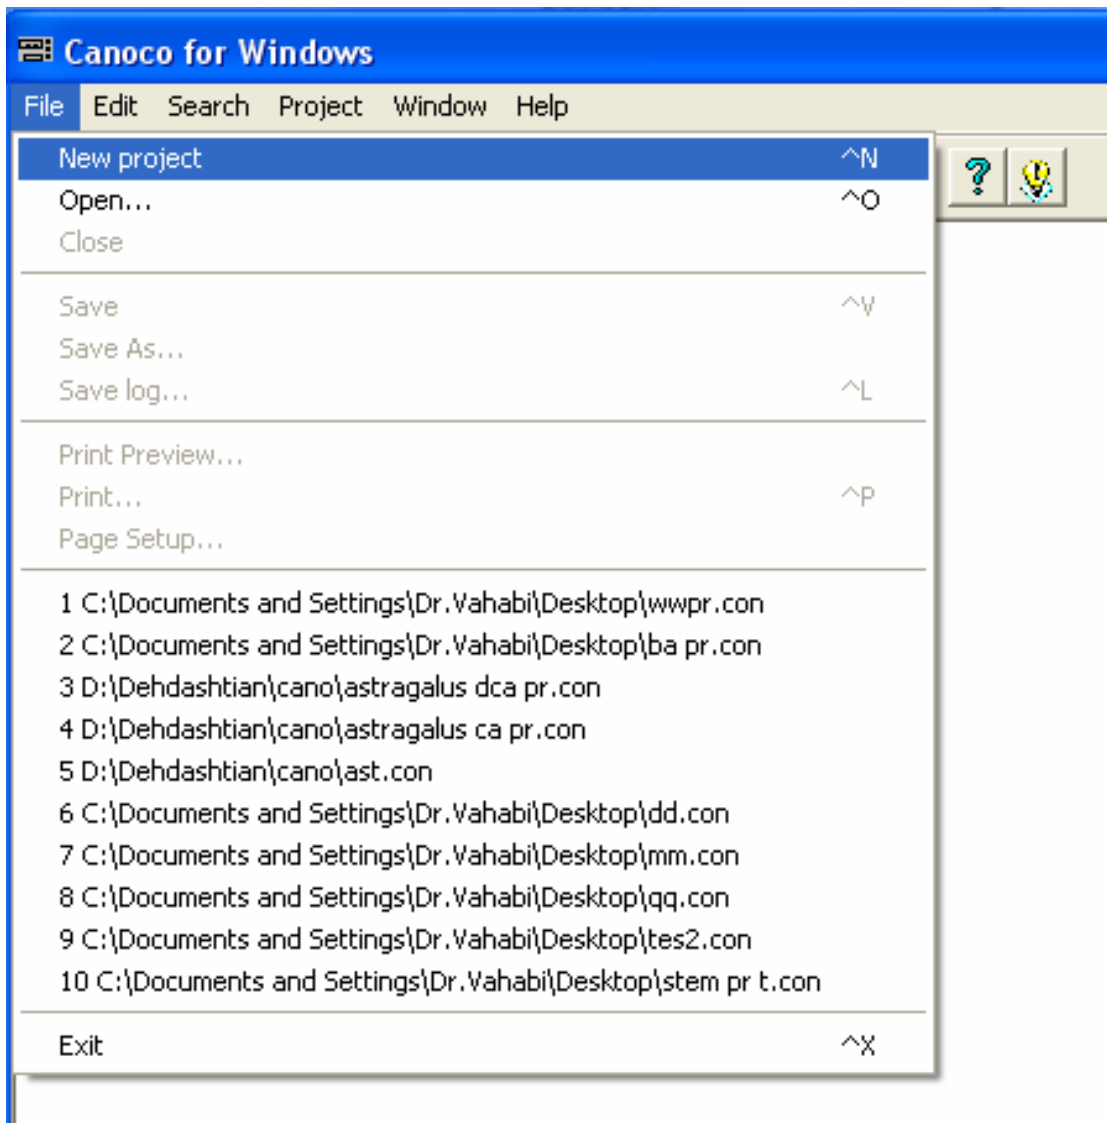 Canoco for Windows
File Edit Search Project Window Help
New project ^N
Open... ^O
Close
Save ^V
Save As...
Save log... ^L
Print Preview...
Print... ^P
Page Setup...
1 C:\Documents and Settings\Dr.Vahabi\Desktop\wwpr.con
2 C:\Documents and Settings\Dr.Vahabi\Desktop\ba pr.con
3 D:\Dehdashtian\cano\astragalus dca pr.con
4 D:\Dehdashtian\cano\astragalus ca pr.con
5 D:\Dehdashtian\cano\ast.con
6 C:\Documents and Settings\Dr.Vahabi\Desktop\dd.con
7 C:\Documents and Settings\Dr.Vahabi\Desktop\mm.con
8 C:\Documents and Settings\Dr.Vahabi\Desktop\qq.con
9 C:\Documents and Settings\Dr.Vahabi\Desktop\tes2.con
10 C:\Documents and Settings\Dr.Vahabi\Desktop\stem pr t.con
Exit ^X